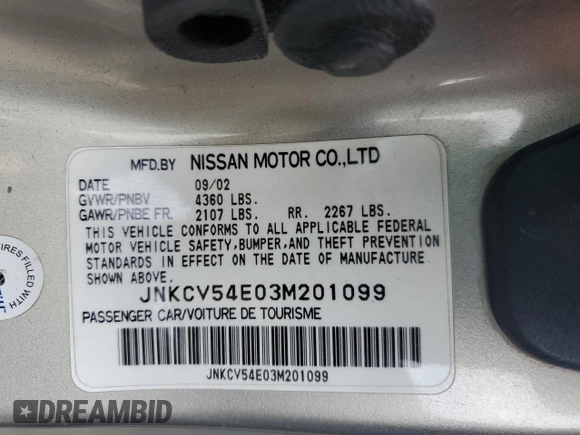 MFD.BY NISSAN MOTOR CO.,LTD
DATE 09/02
GVWR/PNBV 4360 LBS.
GAWR/PNBE FR. 2107 LBS. RR. 2267 LBS.
THIS VEHICLE CONFORMS TO ALL APPLICABLE FEDERAL
MOTOR VEHICLE SAFETY, BUMPER, AND THEFT PREVENTION
STANDARDS IN EFFECT ON THE DATE OF MANUFACTURE
SHOWN ABOVE.
JNKCV54E03M201099
PASSENGER CAR/VOITURE DE TOURISME
JNKCV54E03M201099
FILLED WITH
DREAMBID